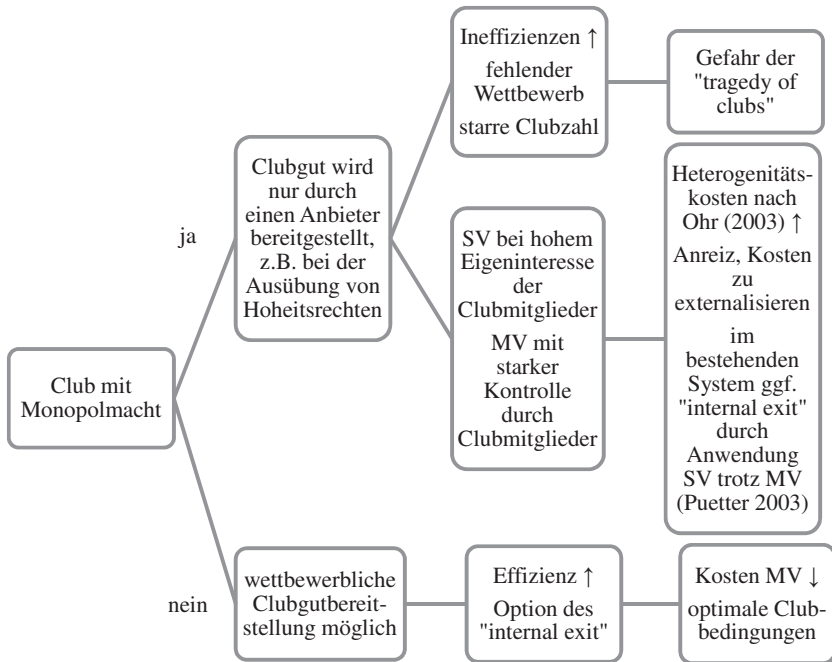 Club mit
Monopolmacht
ja
Clubgut wird
nur durch
einen Anbieter
bereitgestellt,
z.B. bei der
Ausübung von
Hoheitsrechten
Ineffizienzen ↑
fehlender
Wettbewerb
starre Clubzahl
Gefahr der
"tragedy of
clubs"
SV bei hohem
Eigeninteresse
der
Clubmitglieder
MV mit
starker
Kontrolle
durch
Clubmitglieder
Heterogenitäts-
kosten nach
Ohr (2003) ↑
Anreiz, Kosten
zu
externalisieren
im
bestehenden
System ggf.
"internal exit"
durch
Anwendung
SV trotz MV
(Puetter 2003)
nein
wettbewerbliche
Clubgutbereit-
stellung möglich
Effizienz ↑
Option des
"internal exit"
Kosten MV ↓
optimale Club-
bedingungen